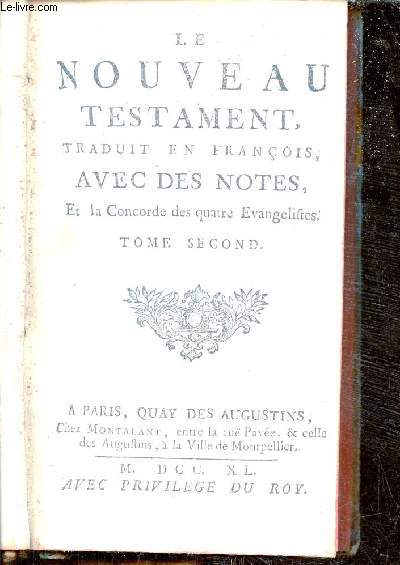 Le-livre.com
LE
NOUVEAU
TESTAMENT,
TRADUIT EN FRANÇOIS,
AVEC DES NOTES,
Et la Concorde des quatre Evangeliſtes.
TOME SECOND.
A PARIS, QUAY DES AUGUSTINS,
Chez MONTALANT, entre la ruë Pavée, & celle
des Auguſtins, à la Ville de Montpellier.
M. DCC. XL.
AVEC PRIVILEGE DU ROY.